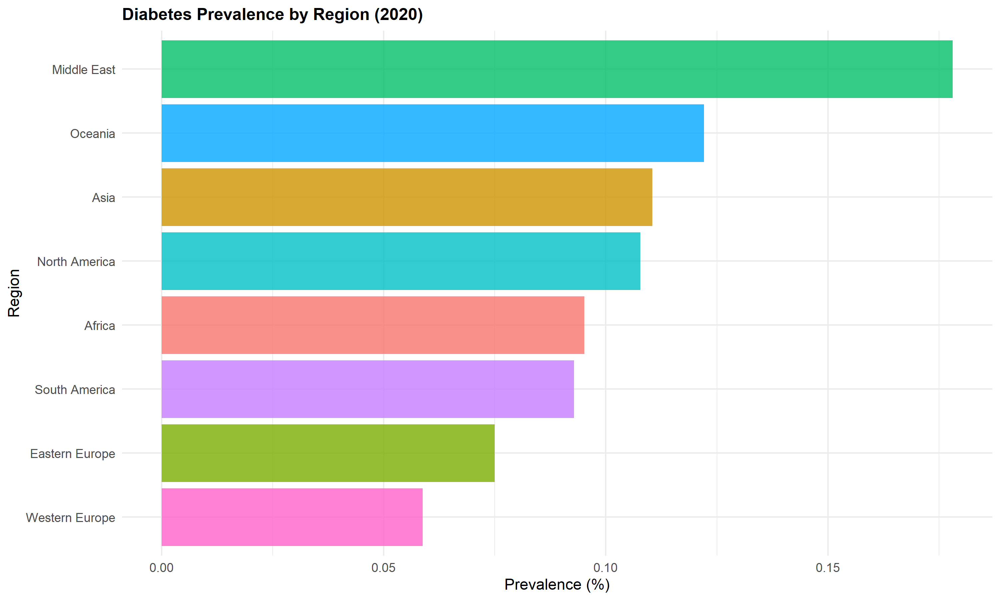 Diabetes Prevalence by Region (2020)
Middle East
Oceania
Asia
North America
Africa
South America
Eastern Europe
Western Europe
Region
0.00 0.05 0.10 0.15
Prevalence (%)